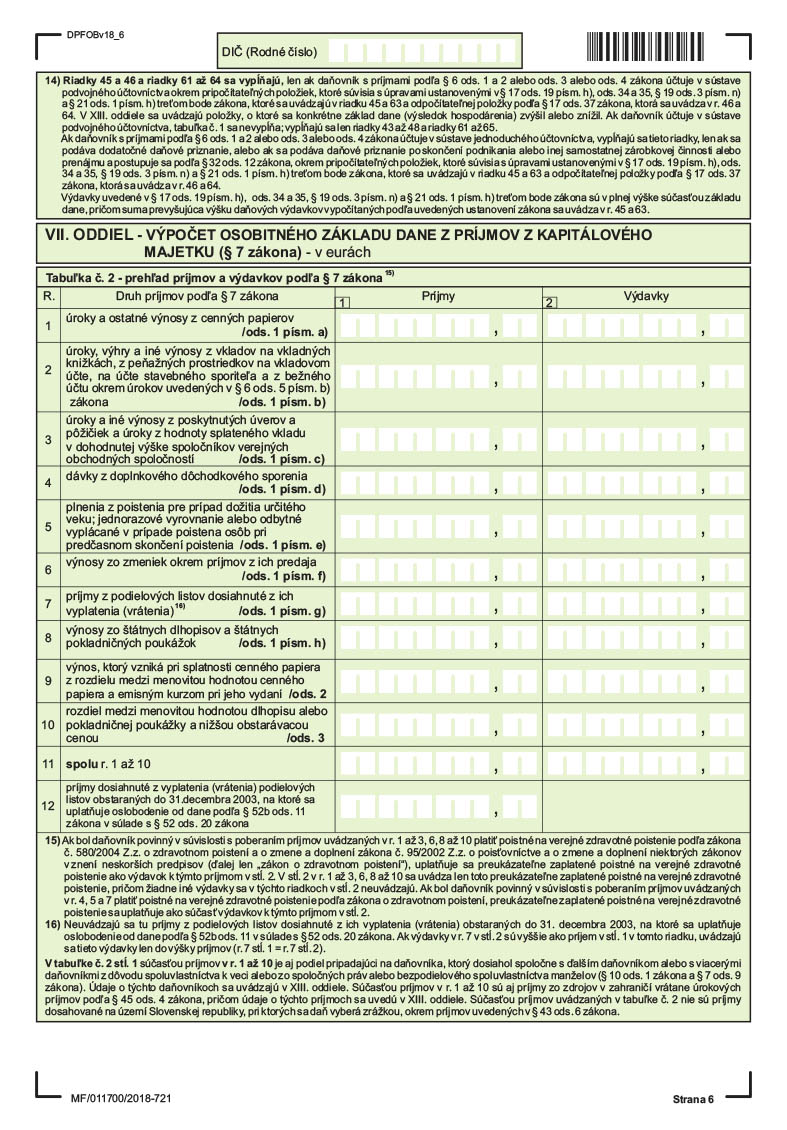 DPFOBv18_6
DIČ (Rodné číslo)
14) Riadky 45 a 46 a riadky 61 až 64 sa vypĺňajú, len ak daňovník s príjmami podľa § 6 ods. 1 a 2 alebo ods. 3 alebo ods. 4 zákona účtuje v sústave
podvojného účtovníctva okrem pripočítateľných položiek, ktoré súvisia s úpravami ustanovenými v § 17 ods. 19 písm. h), ods. 34 a 35, § 19 ods. 3 písm. n)
a § 21 ods. 1 písm. h) treťom bode zákona, ktoré sa uvádzajú v riadku 45 a 63 a odpočítateľnej položky podľa § 17 ods. 37 zákona, ktorá sa uvádza v r. 46 a
64. V XI. oddiele sa uvádzajú položky, o ktoré sa konkrétne základ dane (výsledok hospodárenia) zvýšil alebo znížil. Ak daňovník účtuje v sústave
podvojného účtovníctva, tabuľka č. 1 sa nevypĺňa; vypĺňajú sa len riadky 43 až 48 a riadky 61 až 65.
Ak daňovník s príjmami podľa § 6 ods. 1 a 2 alebo ods. 3 alebo ods. 4 zákona účtuje v sústave jednoduchého účtovníctva, vypĺňajú sa tieto riadky, len ak sa
podáva dodatočné daňové priznanie, alebo ak sa podáva daňové priznanie po skončení podnikania alebo inej samostatnej zárobkovej činnosti alebo
prenájmu a postupuje sa podľa § 32 ods. 12 zákona, okrem pripočítateľných položiek, ktoré súvisia s úpravami ustanovenými v § 17 ods. 19 písm. h), ods.
34 a 35, § 19 ods. 3 písm. n) a § 21 ods. 1 písm. h) treťom bode zákona, ktoré sa uvádzajú v riadku 45 a 63 a odpočítateľnej položky podľa § 17 ods. 37
zákona, ktorá sa uvádza v r. 46 a 64.
Výdavky uvedené v § 17 ods. 19 písm. h), ods. 34 a 35, § 19 ods. 3 písm. n) a § 21 ods. 1 písm. h) treťom bode zákona sú v plnej výške súčasťou základu
dane, pričom suma prevyšujúca výšku daňových výdavkov vypočítaných podľa uvedených ustanovení zákona sa uvádza v r. 45 a 63.
VII. ODDIEL - VÝPOČET OSOBITNÉHO ZÁKLADU DANE Z PRÍJMOV Z KAPITÁLOVÉHO
MAJETKU (§ 7 zákona) - v eurách
Tabuľka č. 2 - prehľad príjmov a výdavkov podľa § 7 zákona 15)
R. Druh príjmov podľa § 7 zákona 1 Príjmy 2 Výdavky
1 úroky a ostatné výnosy z cenných papierov
/ods. 1 písm. a) , ,
2 úroky, výhry a iné výnosy z vkladov na vkladných
knižkách, z peňažných prostriedkov na vkladovom
účte, na účte stavebného sporiteľa a z bežného
účtu okrem úrokov uvedených v § 6 ods. 5 písm. b)
zákona /ods. 1 písm. b) , ,
3 úroky a iné výnosy z poskytnutých úverov a
pôžičiek a úroky z hodnoty splateného vkladu
v dohodnutej výške spoločníkov verejných
obchodných spoločností /ods. 1 písm. c) , ,
4 dávky z doplnkového dôchodkového sporenia
/ods. 1 písm. d) , ,
5 plnenia z poistenia pre prípad dožitia určitého
veku; jednorazové vyrovnanie alebo odbytné
vyplácané v prípade poistena osôb pri
predčasnom skončení poistenia /ods. 1 písm. e) , ,
6 výnosy zo zmeniek okrem príjmov z ich predaja
/ods. 1 písm. f) , ,
7 príjmy z podielových listov dosiahnuté z ich
vyplatenia (vrátenia) 16) /ods. 1 písm. g) , ,
8 výnosy zo štátnych dlhopisov a štátnych
pokladničných poukážok /ods. 1 písm. h) , ,
9 výnos, ktorý vzniká pri splatnosti cenného papiera
z rozdielu medzi menovitou hodnotou cenného
papiera a emisným kurzom pri jeho vydaní /ods. 2 , ,
10 rozdiel medzi menovitou hodnotou dlhopisu alebo
pokladničnej poukážky a nižšou obstarávacou
cenou /ods. 3 , ,
11 spolu r. 1 až 10 , ,
12 príjmy dosiahnuté z vyplatenia (vrátenia) podielových
listov obstaraných do 31.decembra 2003, na ktoré sa
uplatňuje oslobodenie od dane podľa § 52b ods. 11
zákona v súlade s § 52 ods. 20 zákona ,
15) Ak bol daňovník povinný v súvislosti s poberaním príjmov uvádzaných v r. 1 až 3, 6, 8 až 10 platiť poistné na verejné zdravotné poistenie podľa zákona
č. 580/2004 Z.z. o zdravotnom poistení a o zmene a doplnení zákona č. 95/2002 Z.z. o poisťovníctve a o zmene a doplnení niektorých zákonov
v znení neskorších predpisov (ďalej len „zákon o zdravotnom poistení"), uplatňuje sa preukázateľne zaplatené poistné na verejné zdravotné
poistenie ako výdavok k týmto príjmom v stĺ. 2. V stĺ. 2 v r. 1 až 3, 6, 8 až 10 sa uvádza len toto preukázateľne zaplatené poistné na verejné zdravotné
poistenie, pričom žiadne iné výdavky sa v týchto riadkoch v stĺ. 2 neuvádzajú. Ak bol daňovník povinný v súvislosti s poberaním príjmov uvádzaných
v r. 4, 5 a 7 platiť poistné na verejné zdravotné poistenie podľa zákona o zdravotnom poistení, preukázateľne zaplatené poistné na verejné zdravotné
poistenie sa uplatňuje ako súčasť výdavkov k týmto príjmom v stĺ. 2.
16) Neuvádzajú sa tu príjmy z podielových listov dosiahnuté z ich vyplatenia (vrátenia) obstaraných do 31. decembra 2003, na ktoré sa uplatňuje
oslobodenie od dane podľa § 52b ods. 11 v súlade s § 52 ods. 20 zákona. Ak výdavky v r. 7 v stĺ. 2 sú vyššie ako príjem v stĺ. 1 v tomto riadku, uvádzajú
sa tieto výdavky len do výšky príjmov (r. 7 stĺ. 1 = r. 7 stĺ. 2).
V tabuľke č. 2 stĺ. 1 súčasťou príjmov v r. 1 až 10 je aj podiel pripadajúci na daňovníka, ktorý dosiahol spoločne s ďalším daňovníkom alebo s viacerými
daňovníkmi z dôvodu spoluvlastníctva k veci alebo zo spoločných práv alebo bezpodielového spoluvlastníctva manželov (§ 10 ods. 1 zákona a § 7 ods. 9
zákona). Údaje o týchto daňovníkoch sa uvádzajú v XIII. oddiele. Súčasťou príjmov v r. 1 až 10 sú aj príjmy zo zdrojov v zahraničí vrátane úrokových
príjmov podľa § 45 ods. 4 zákona, pričom údaje o týchto príjmoch sa uvedú v XIII. oddiele. Súčasťou príjmov uvádzaných v tabuľke č. 2 nie sú príjmy
dosahované na území Slovenskej republiky, pri ktorých sa daň vyberá zrážkou, okrem príjmov uvedených v § 43 ods. 6 zákona.
MF/011700/2018-721
Strana 6